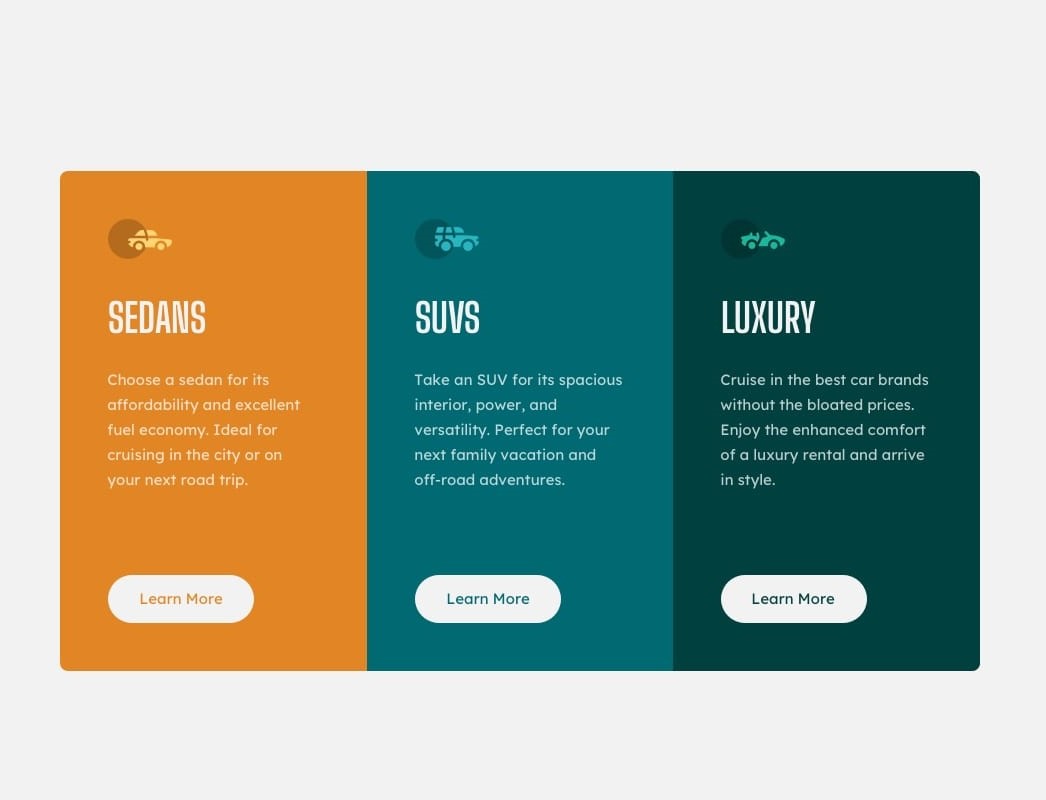 SEDANS
Choose a sedan for its
affordability and excellent
fuel economy. Ideal for
cruising in the city or on
your next road trip.
Learn More
SUVS
Take an SUV for its spacious
interior, power, and
versatility. Perfect for your
next family vacation and
off-road adventures.
Learn More
LUXURY
Cruise in the best car brands
without the bloated prices.
Enjoy the enhanced comfort
of a luxury rental and arrive
in style.
Learn More